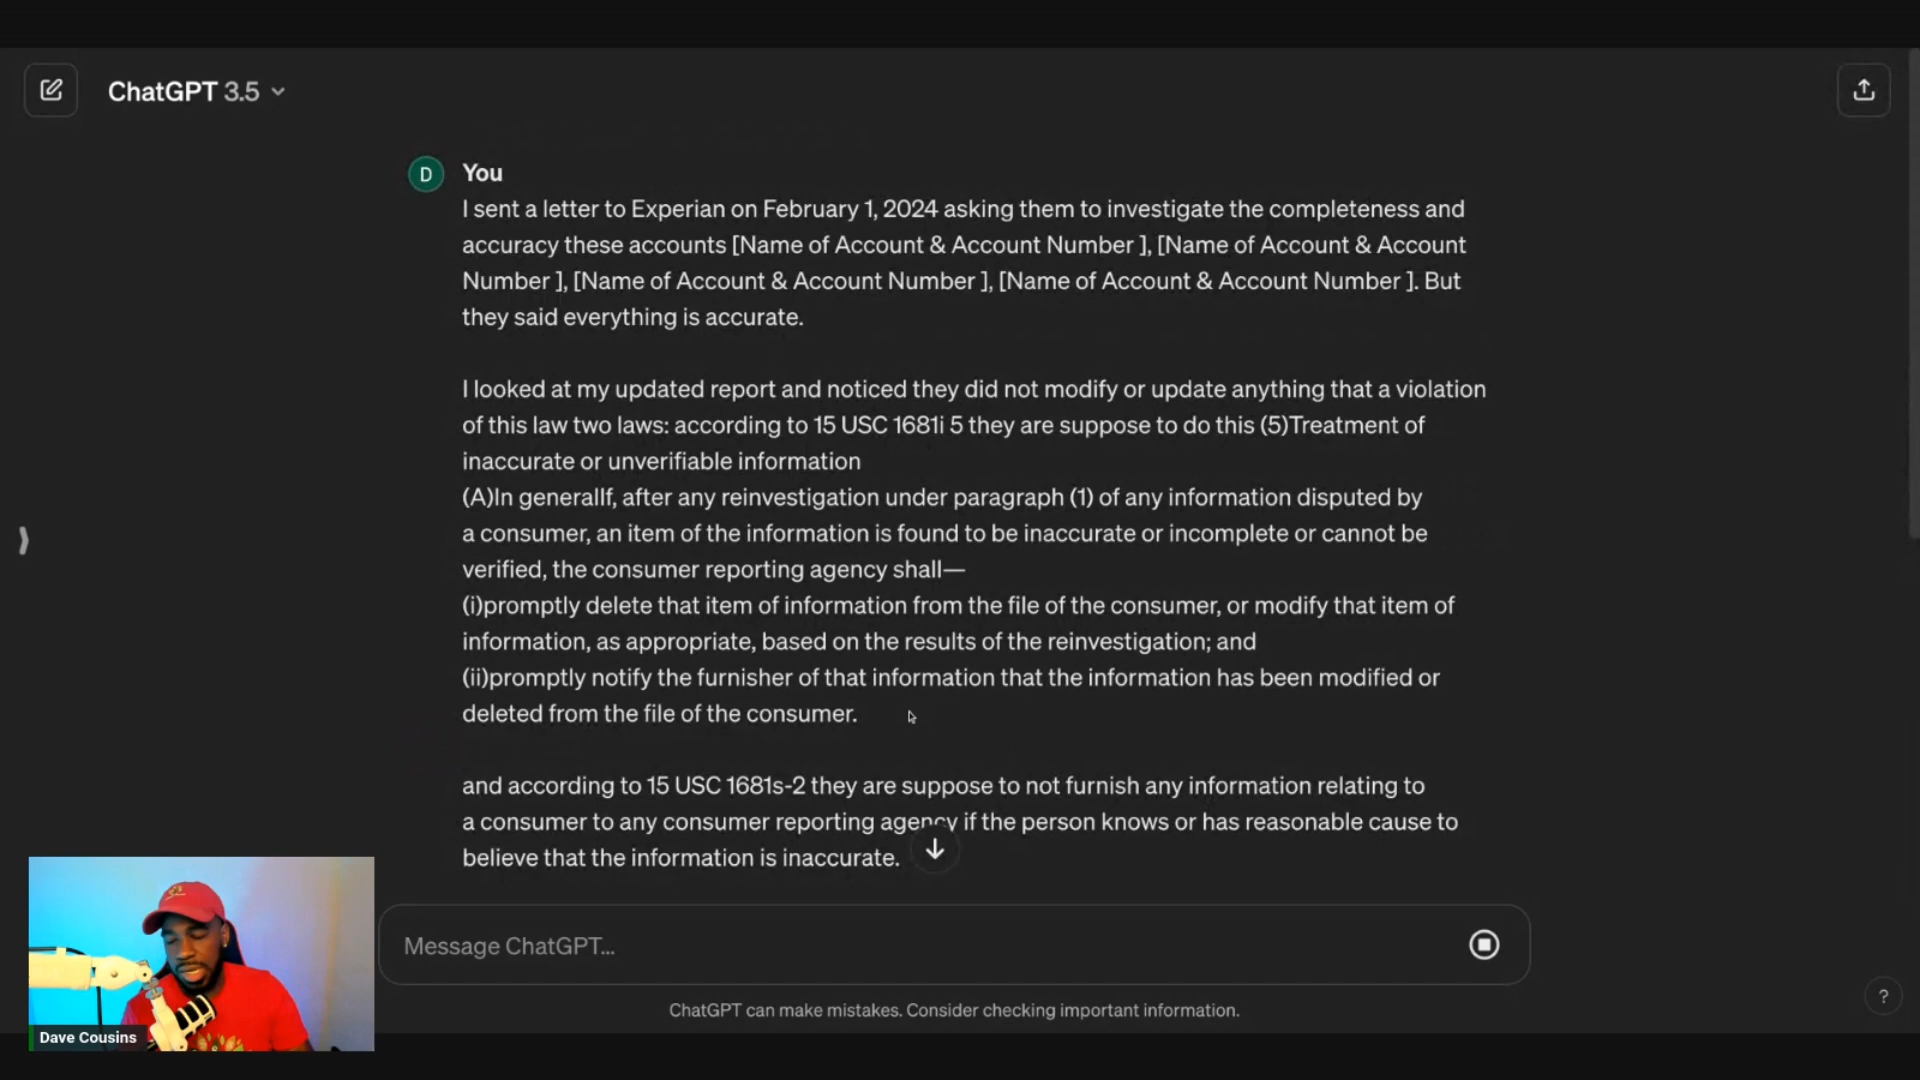 ChatGPT 3.5
D
You
I sent a letter to Experian on February 1, 2024 asking them to investigate the completeness and
accuracy these accounts [Name of Account & Account Number ], [Name of Account & Account
Number ], [Name of Account & Account Number ], [Name of Account & Account Number ]. But
they said everything is accurate.
I looked at my updated report and noticed they did not modify or update anything that a violation
of this law two laws: according to 15 USC 1681i 5 they are suppose to do this (5)Treatment of
inaccurate or unverifiable information
(A)In generalIf, after any reinvestigation under paragraph (1) of any information disputed by
a consumer, an item of the information is found to be inaccurate or incomplete or cannot be
verified, the consumer reporting agency shall—
(i)promptly delete that item of information from the file of the consumer, or modify that item of
information, as appropriate, based on the results of the reinvestigation; and
(ii)promptly notify the furnisher of that information that the information has been modified or
deleted from the file of the consumer.
and according to 15 USC 1681s-2 they are suppose to not furnish any information relating to
a consumer to any consumer reporting agency if the person knows or has reasonable cause to
believe that the information is inaccurate.
Message ChatGPT...
ChatGPT can make mistakes. Consider checking important information.
?
Dave Cousins